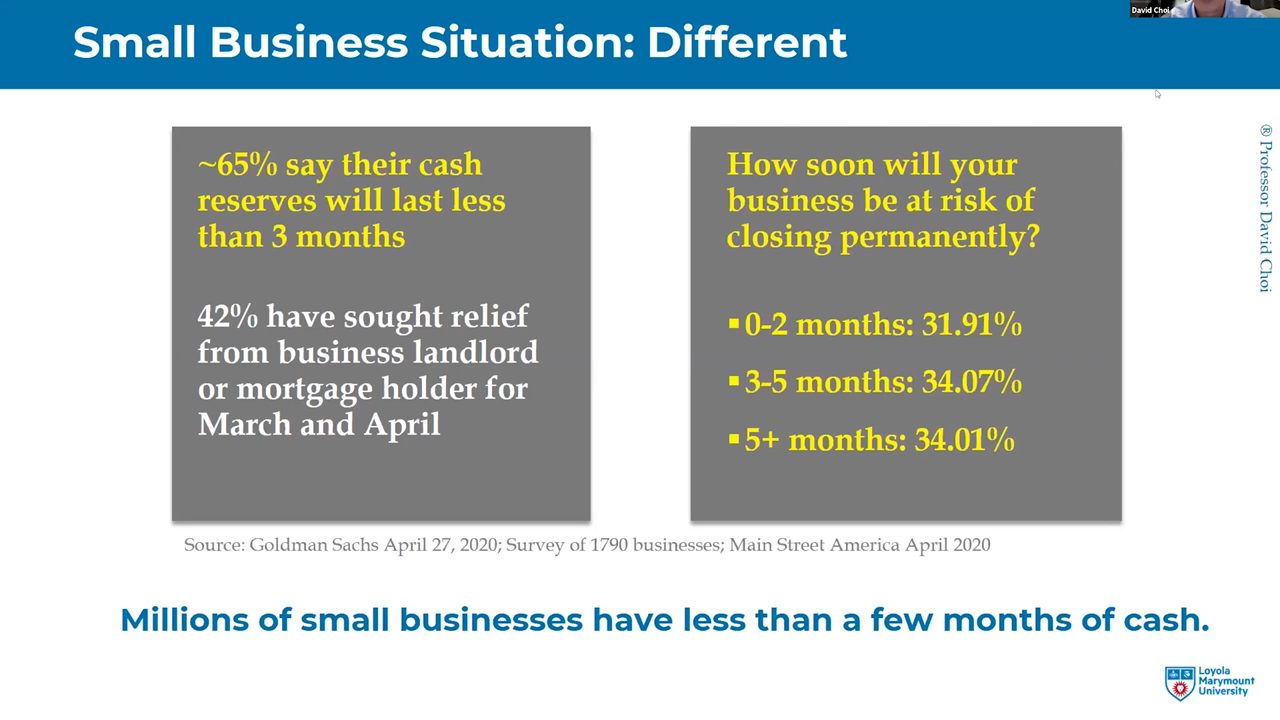 David Choi
Small Business Situation: Different
~65% say their cash
reserves will last less
than 3 months
42% have sought relief
from business landlord
or mortgage holder for
March and April
How soon will your
business be at risk of
closing permanently?
▪ 0-2 months: 31.91%
▪ 3-5 months: 34.07%
▪ 5+ months: 34.01%
® Professor David Choi
Source: Goldman Sachs April 27, 2020; Survey of 1790 businesses; Main Street America April 2020
Millions of small businesses have less than a few months of cash.
Loyola
Marymount
University